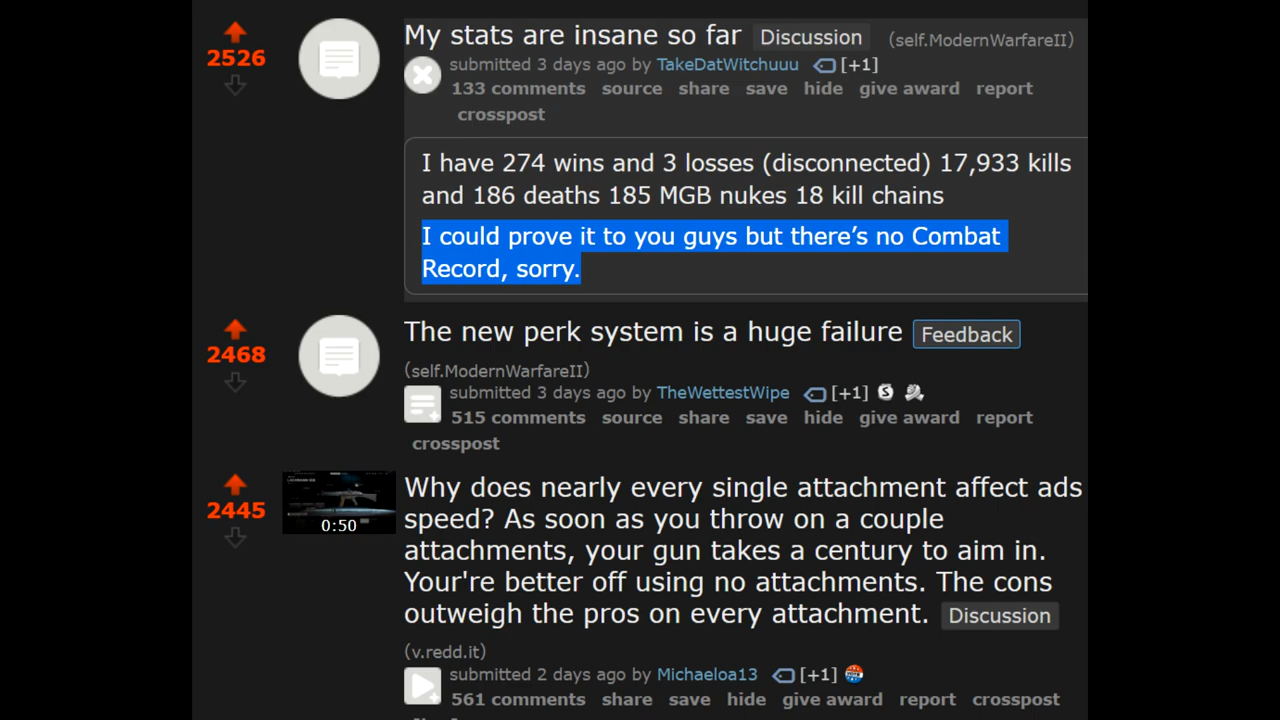 2526
My stats are insane so far Discussion (self.ModernWarfareII)
submitted 3 days ago by TakeDatWitchuuu [+1]
133 comments source share save hide give award report
crosspost
I have 274 wins and 3 losses (disconnected) 17,933 kills
and 186 deaths 185 MGB nukes 18 kill chains
I could prove it to you guys but there’s no Combat
Record, sorry.
2468
The new perk system is a huge failure Feedback
(self.ModernWarfareII)
submitted 3 days ago by TheWettestWipe [+1]
515 comments source share save hide give award report
crosspost
2445
0:50
Why does nearly every single attachment affect ads
speed? As soon as you throw on a couple
attachments, your gun takes a century to aim in.
Your're better off using no attachments. The cons
outweigh the pros on every attachment. Discussion
(v.redd.it)
submitted 2 days ago by Michaeloa13 [+1]
561 comments share save hide give award report crosspost